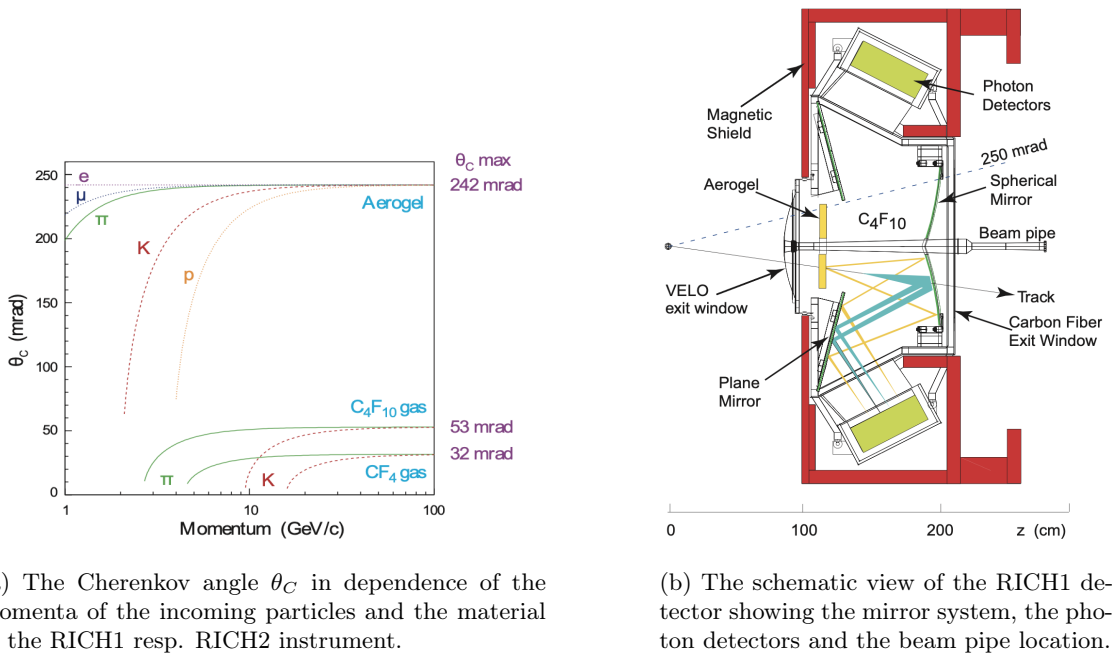 θC max
242 mrad
250
e
μ
π
Aerogel
200
K
p
150
θC (mrad)
100
C4F10 gas
53 mrad
50
32 mrad
π
K
CF4 gas
0
1
10
100
Momentum (GeV/c)
) The Cherenkov angle θC in dependence of the
omenta of the incoming particles and the material
the RICH1 resp. RICH2 instrument.
Magnetic
Shield
Photon
Detectors
250 mrad
Aerogel
Spherical
Mirror
C4F10
Beam pipe
VELO
exit window
Track
Carbon Fiber
Exit Window
Plane
Mirror
0
100
200
z (cm)
(b) The schematic view of the RICH1 de-
tector showing the mirror system, the pho-
ton detectors and the beam pipe location.